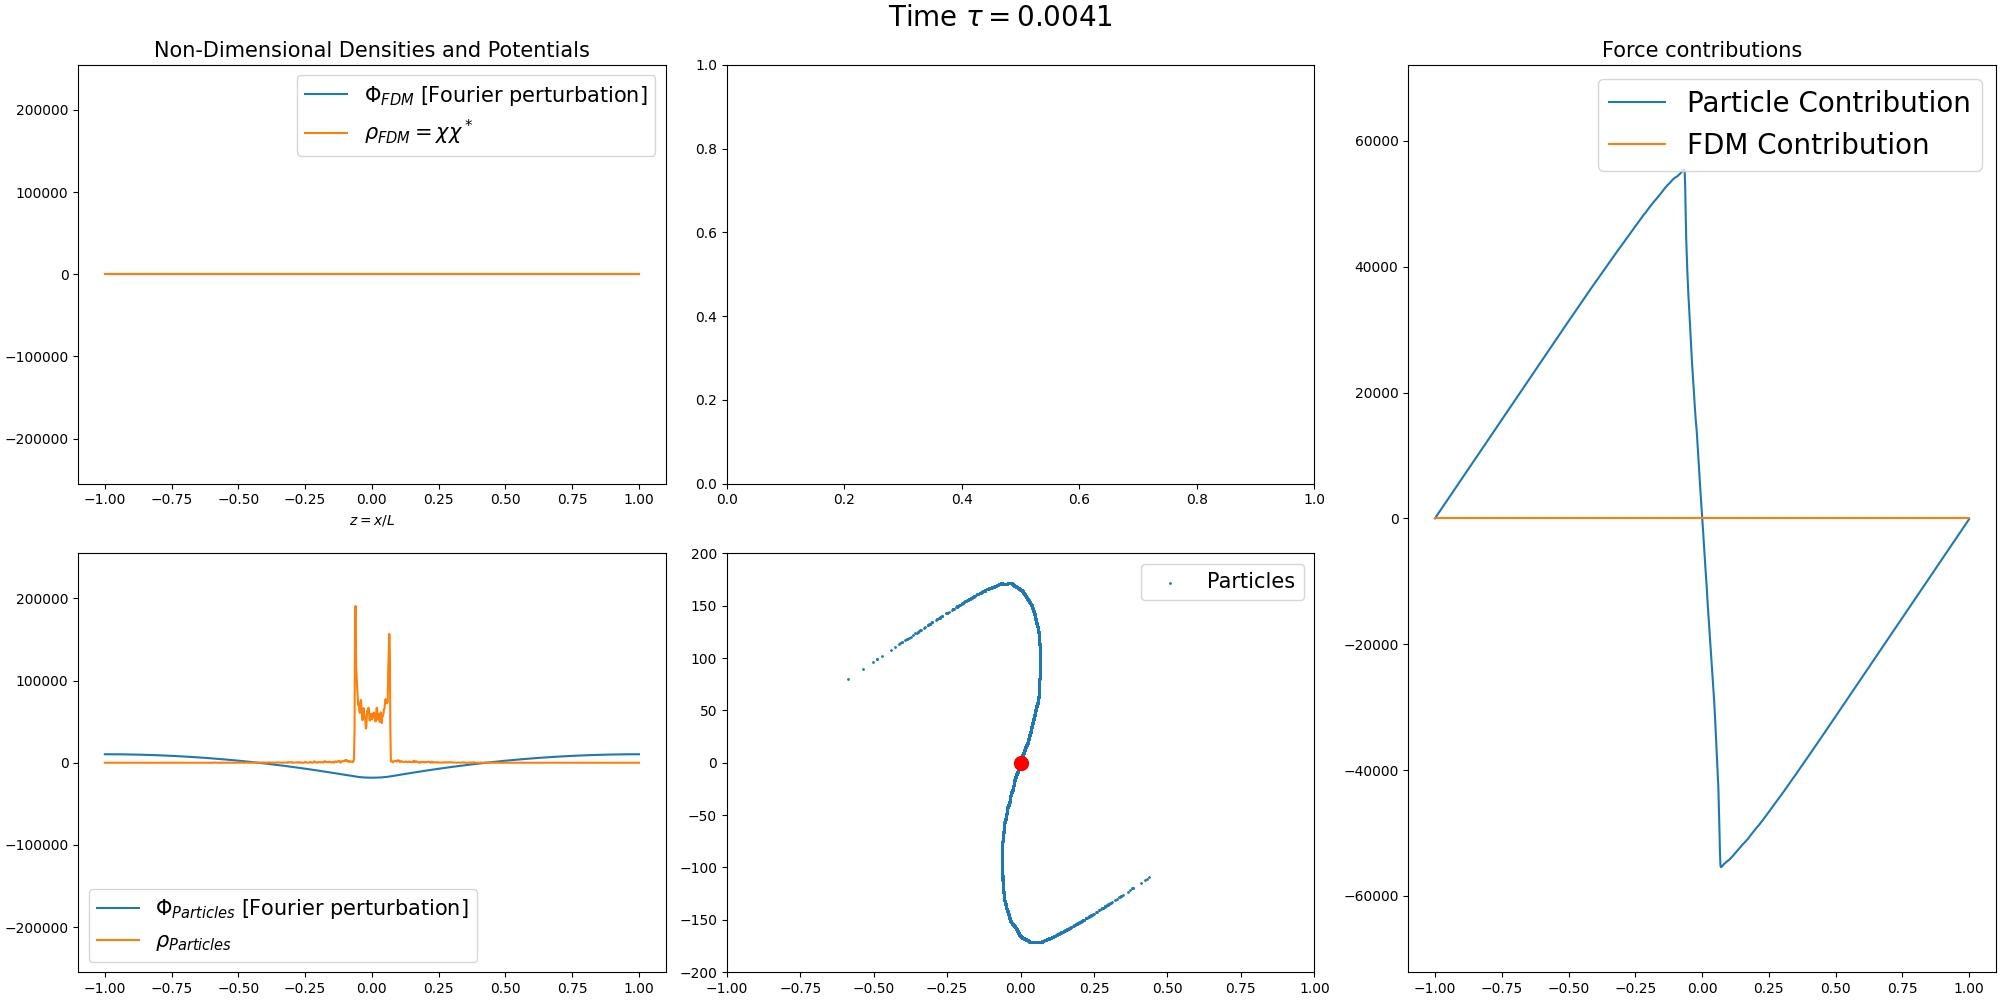 Time τ = 0.0041
Non-Dimensional Densities and Potentials
Φ_FDM [Fourier perturbation]
ρ_FDM = χχ*
200000
100000
0
−100000
−200000
−1.00 −0.75 −0.50 −0.25 0.00 0.25 0.50 0.75 1.00
z = x/L
1.0
0.8
0.6
0.4
0.2
0.0
0.0 0.2 0.4 0.6 0.8 1.0
Force contributions
Particle Contribution
FDM Contribution
60000
40000
20000
0
−20000
−40000
−60000
−1.00 −0.75 −0.50 −0.25 0.00 0.25 0.50 0.75 1.00
200000
100000
0
−100000
−200000
Φ_Particles [Fourier perturbation]
ρ_Particles
−1.00 −0.75 −0.50 −0.25 0.00 0.25 0.50 0.75 1.00
Particles
200
150
100
50
0
−50
−100
−150
−200
−1.00 −0.75 −0.50 −0.25 0.00 0.25 0.50 0.75 1.00